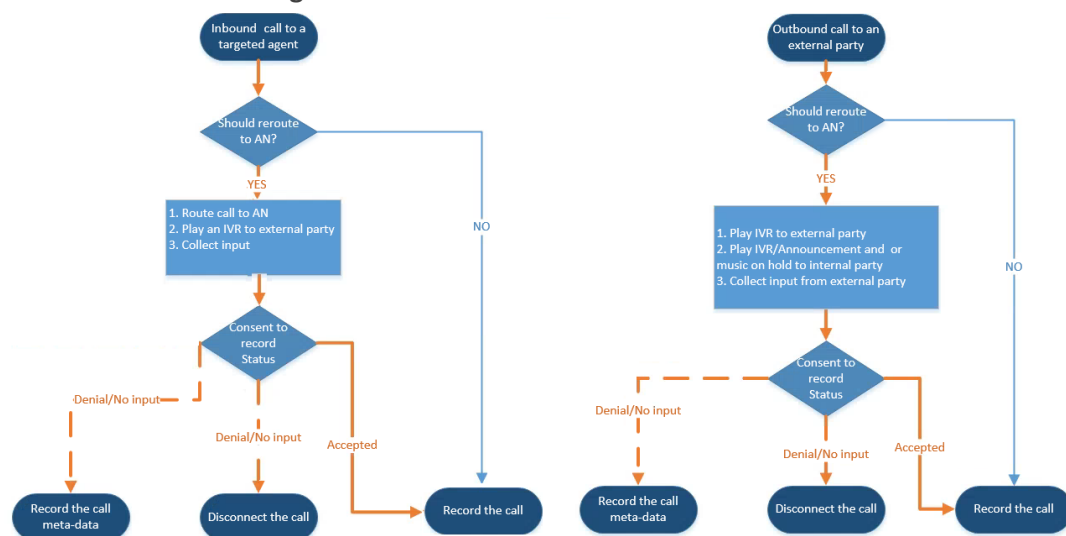 Inbound call to a
targeted agent
Should reroute
to AN?
YES
NO
1. Route call to AN
2. Play an IVR to external party
3. Collect input
Consent to
record
Status
Denial/No input
Denial/No input
Accepted
Record the call
meta-data
Disconnect the call
Record the call
Outbound call to an
external party
Should reroute
to AN?
YES
NO
1. Play IVR to external party
2. Play IVR/Announcement and or
music on hold to internal party
3. Collect input from external party
Consent to
record
Status
Denial/No input
Denial/No input
Accepted
Record the call
meta-data
Disconnect the call
Record the call